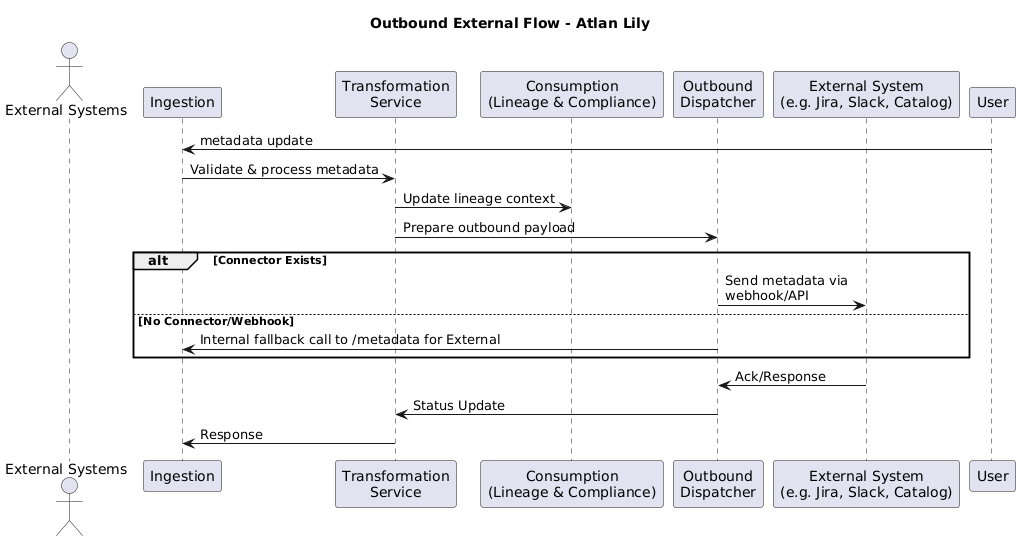 Outbound External Flow - Atlan Lily
External Systems
Ingestion
Transformation
Service
Consumption
(Lineage & Compliance)
Outbound
Dispatcher
External System
(e.g. Jira, Slack, Catalog)
User
metadata update
Validate & process metadata
Update lineage context
Prepare outbound payload
alt
[Connector Exists]
Send metadata via
webhook/API
[No Connector/Webhook]
Internal fallback call to /metadata for External
Ack/Response
Status Update
Response
External Systems
Ingestion
Transformation
Service
Consumption
(Lineage & Compliance)
Outbound
Dispatcher
External System
(e.g. Jira, Slack, Catalog)
User